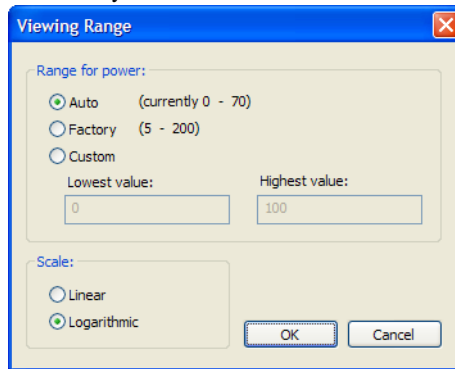 Viewing Range
Range for power:
Auto (currently 0 - 70)
Factory (5 - 200)
Custom
Lowest value: Highest value:
0 100
Scale:
Linear
Logarithmic
OK Cancel